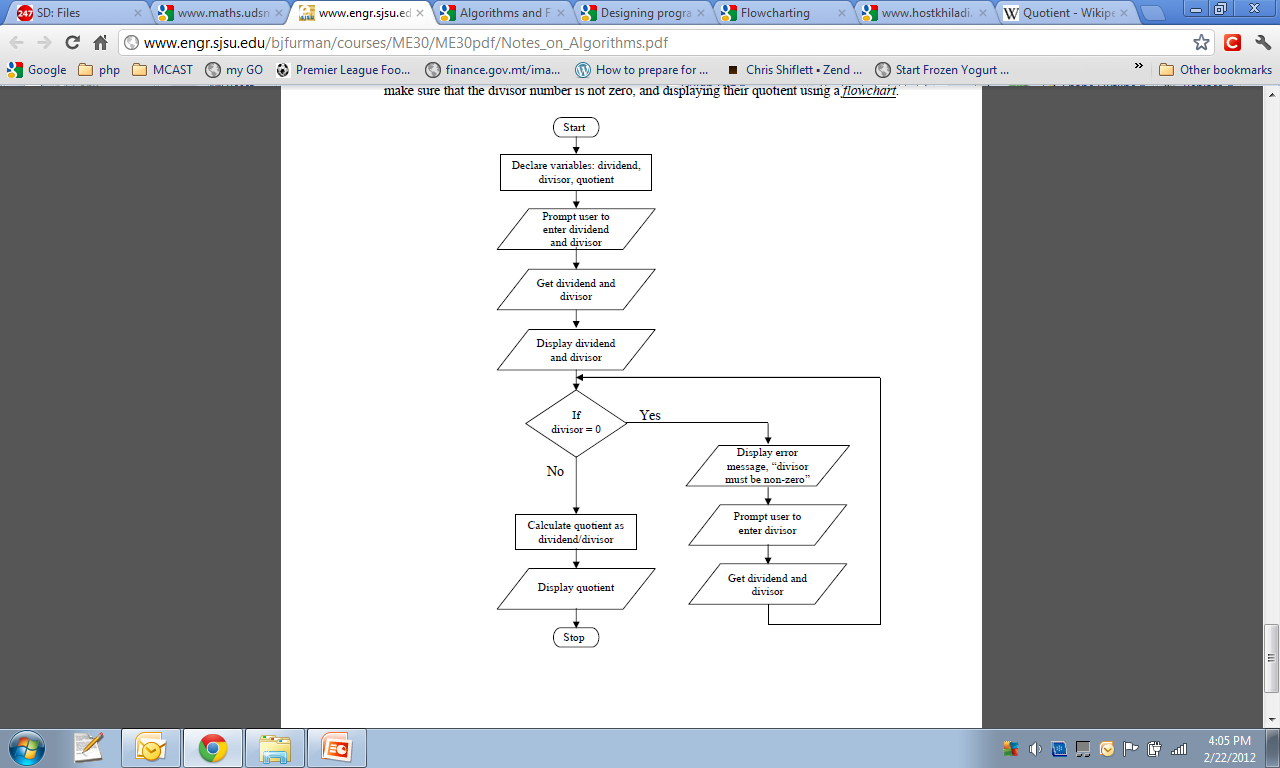 SD: Files
www.maths.udsn
www.engr.sjsu.ed
Algorithms and F
Designing progra
Flowcharting
www.hostkhiladi.
Quotient - Wikipe
www.engr.sjsu.edu/bjfurman/courses/ME30/ME30pdf/Notes_on_Algorithms.pdf
Google php MCAST my GO Premier League Foo... finance.gov.mt/ima... How to prepare for ... Chris Shiflett ▪ Zend ... Start Frozen Yogurt ... » Other bookmarks
make sure that the divisor number is not zero, and displaying their quotient using a flowchart.
Start
Declare variables: dividend,
divisor, quotient
Prompt user to
enter dividend
and divisor
Get dividend and
divisor
Display dividend
and divisor
If
divisor = 0
Yes
No
Display error
message, “divisor
must be non-zero”
Prompt user to
enter divisor
Get dividend and
divisor
Calculate quotient as
dividend/divisor
Display quotient
Stop
4:05 PM
2/22/2012